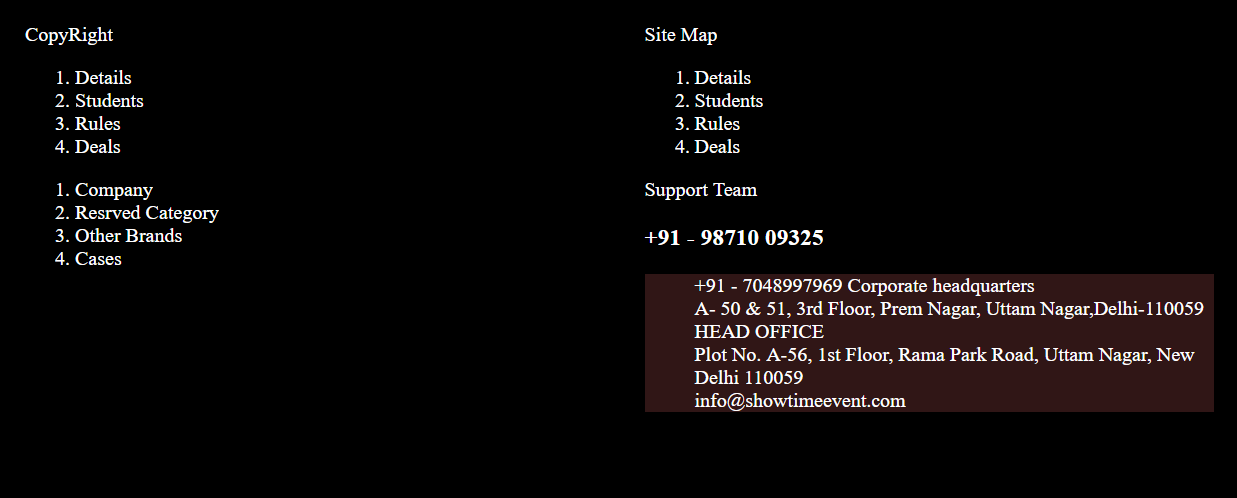 CopyRight
1. Details
2. Students
3. Rules
4. Deals
1. Company
2. Resrved Category
3. Other Brands
4. Cases
Site Map
1. Details
2. Students
3. Rules
4. Deals
Support Team
+91 - 98710 09325
+91 - 7048997969 Corporate headquarters
A- 50 & 51, 3rd Floor, Prem Nagar, Uttam Nagar,Delhi-110059
HEAD OFFICE
Plot No. A-56, 1st Floor, Rama Park Road, Uttam Nagar, New
Delhi 110059
info@showtimeevent.com